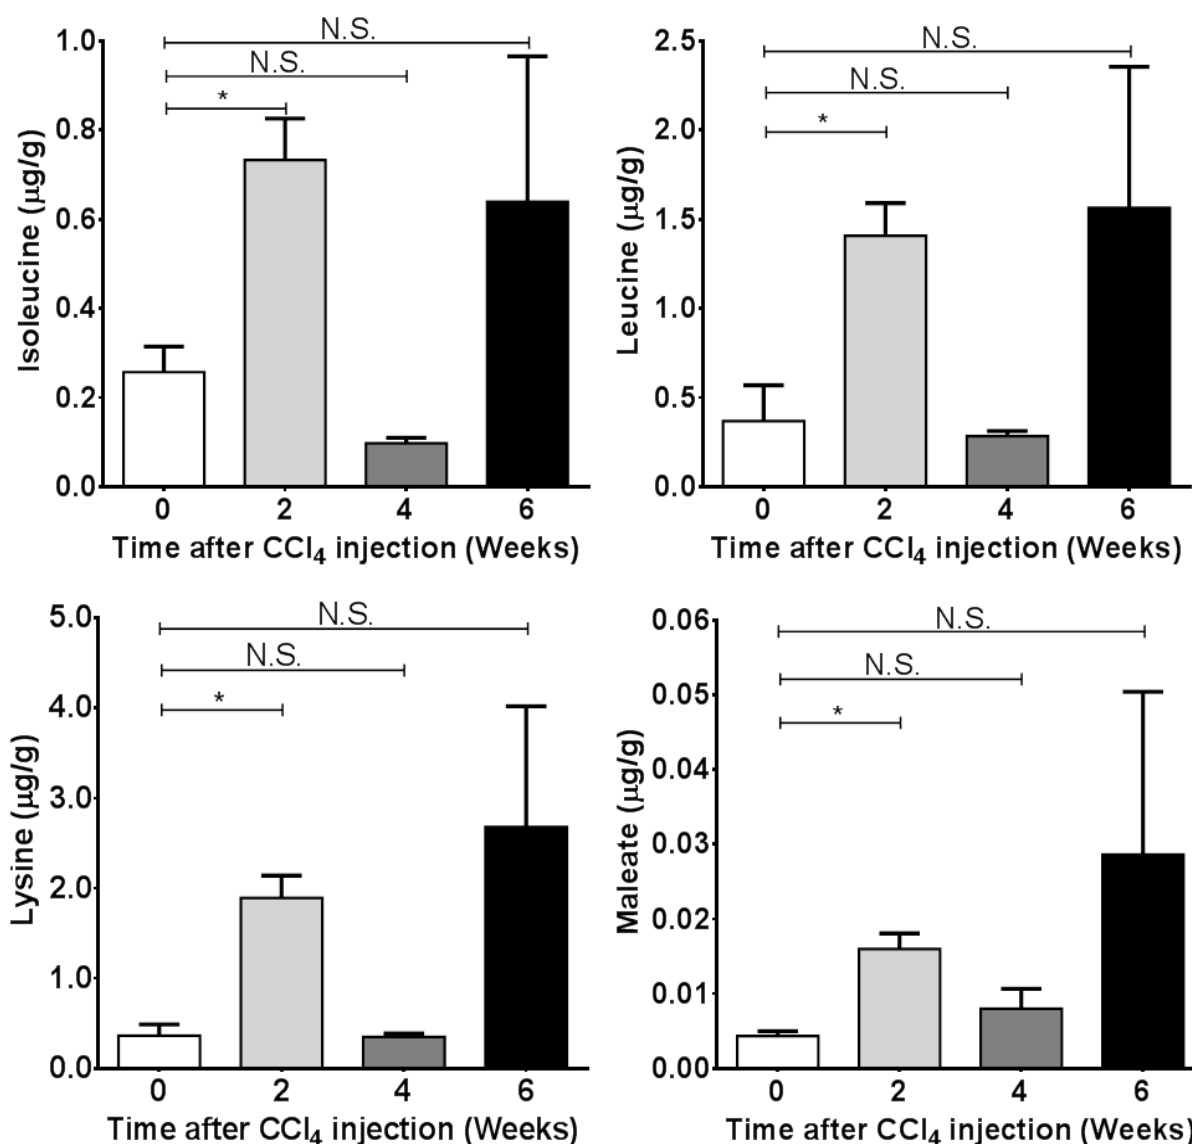 Isoleucine (µg/g)
1.0
0.8
0.6
0.4
0.2
0.0
N.S.
N.S.
*
0 2 4 6
Time after CCl₄ injection (Weeks)
Leucine (µg/g)
2.5
2.0
1.5
1.0
0.5
0.0
N.S.
N.S.
*
0 2 4 6
Time after CCl₄ injection (Weeks)
Lysine (µg/g)
5.0
4.0
3.0
2.0
1.0
0.0
N.S.
N.S.
*
0 2 4 6
Time after CCl₄ injection (Weeks)
Maleate (µg/g)
0.06
0.05
0.04
0.03
0.02
0.01
0.00
N.S.
N.S.
*
0 2 4 6
Time after CCl₄ injection (Weeks)